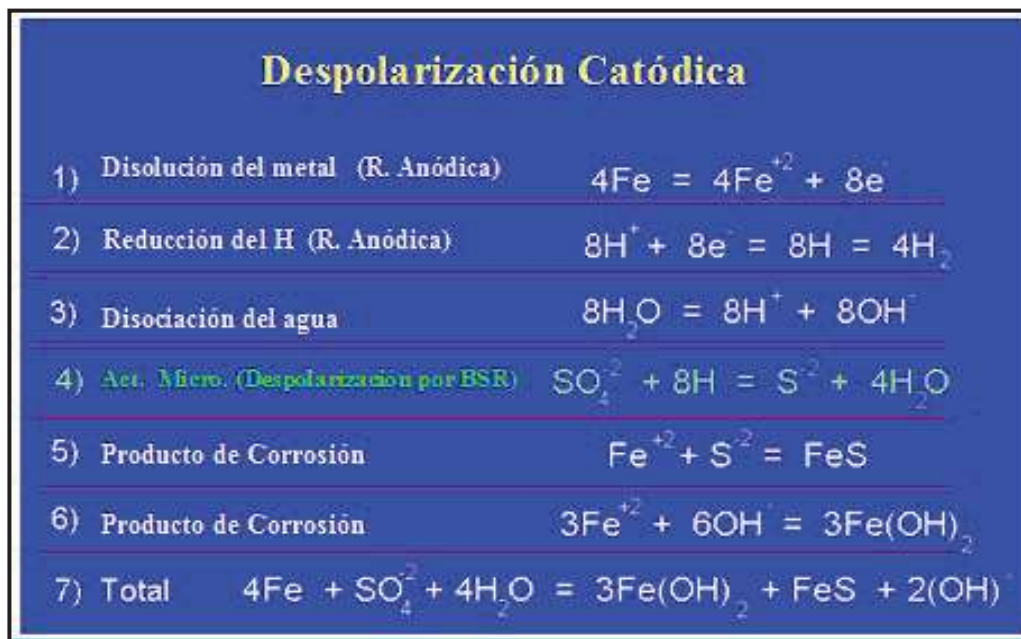 Despolarización Catódica
1) Disolución del metal (R. Anódica) 4Fe = 4Fe⁺² + 8e⁻
2) Reducción del H (R. Anódica) 8H⁺ + 8e⁻ = 8H = 4H₂
3) Disociación del agua 8H₂O = 8H⁺ + 8OH⁻
4) Act. Micro. (Despolarización por BSR) SO₄⁻² + 8H = S⁻² + 4H₂O
5) Producto de Corrosión Fe⁺² + S⁻² = FeS
6) Producto de Corrosión 3Fe⁺² + 6OH⁻ = 3Fe(OH)₂
7) Total 4Fe + SO₄⁻² + 4H₂O = 3Fe(OH)₂ + FeS + 2(OH)⁻